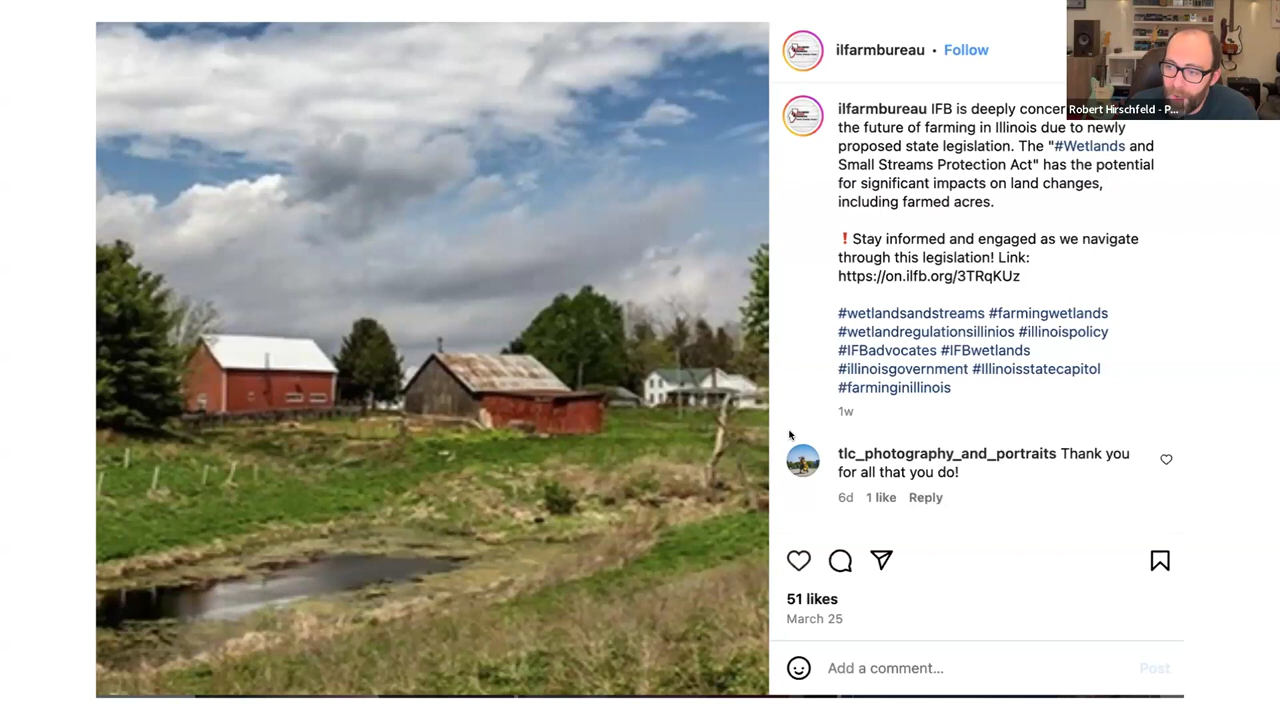 ilfarmbureau • Follow
Robert Hirschfeld - P...
ilfarmbureau IFB is deeply concer
the future of farming in Illinois due to newly
proposed state legislation. The "#Wetlands and
Small Streams Protection Act" has the potential
for significant impacts on land changes,
including farmed acres.
❗Stay informed and engaged as we navigate
through this legislation! Link:
https://on.ilfb.org/3TRqKUz
#wetlandsandstreams #farmingwetlands
#wetlandregulationsillinios #illinoispolicy
#IFBadvocates #IFBwetlands
#illinoisgovernment #Illinoisstatecapitol
#farminginillinois
1w
tlc_photography_and_portraits Thank you
for all that you do!
6d 1 like Reply
51 likes
March 25
Add a comment... Post